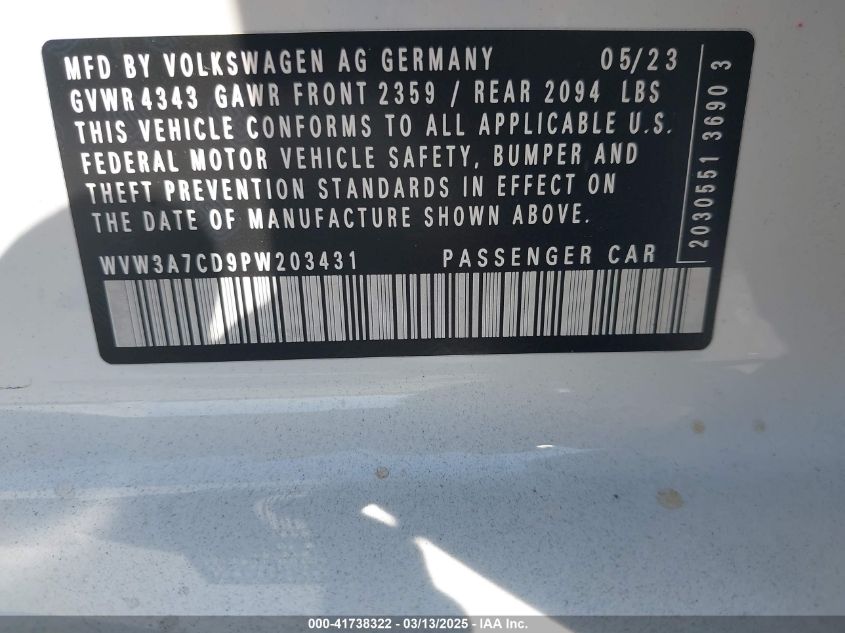 MFD BY VOLKSWAGEN AG GERMANY 05/23
GVWR 4343 GAWR FRONT 2359 / REAR 2094 LBS
THIS VEHICLE CONFORMS TO ALL APPLICABLE U.S.
FEDERAL MOTOR VEHICLE SAFETY, BUMPER AND
THEFT PREVENTION STANDARDS IN EFFECT ON
THE DATE OF MANUFACTURE SHOWN ABOVE.
WVW3A7CD9PW203431 PASSENGER CAR
2030551 3690 3
000-41738322 - 03/13/2025 - IAA Inc.